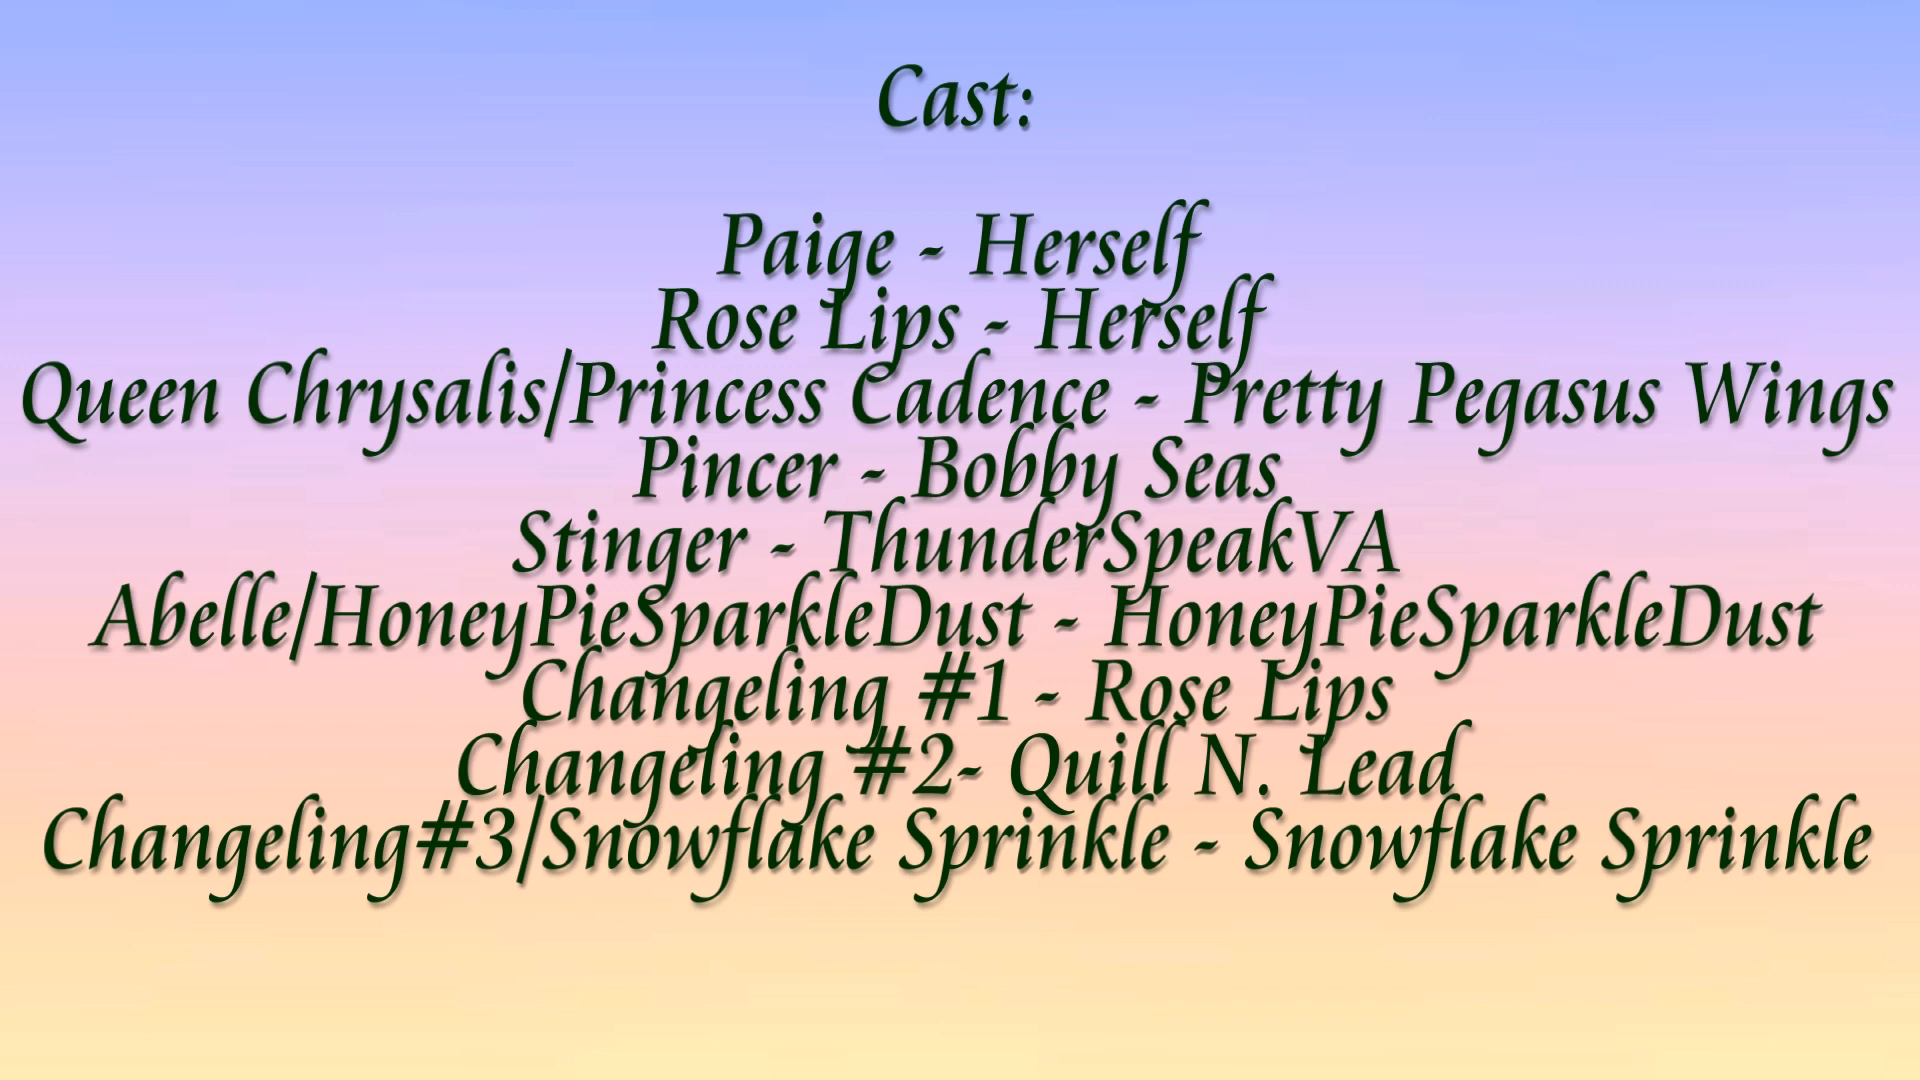 Cast:
Paige - Herself
Rose Lips - Herself
Queen Chrysalis/Princess Cadence - Pretty Pegasus Wings
Pincer - Bobby Seas
Stinger - ThunderSpeakVA
Abelle/HoneyPieSparkleDust - HoneyPieSparkleDust
Changeling #1 - Rose Lips
Changeling #2- Quill N. Lead
Changeling#3/Snowflake Sprinkle - Snowflake Sprinkle